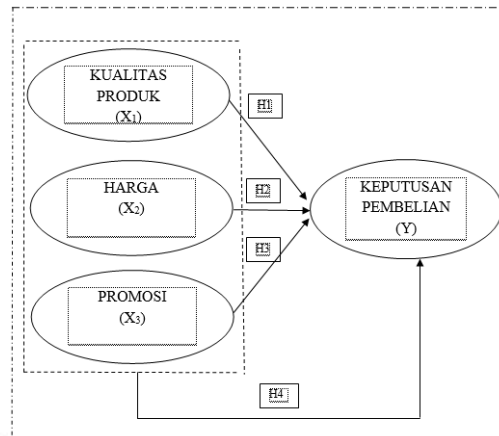 KUALITAS
PRODUK
(X₁)
H1
HARGA
(X₂)
H2
KEPUTUSAN
PEMBELIAN
(Y)
H3
PROMOSI
(X₃)
H4